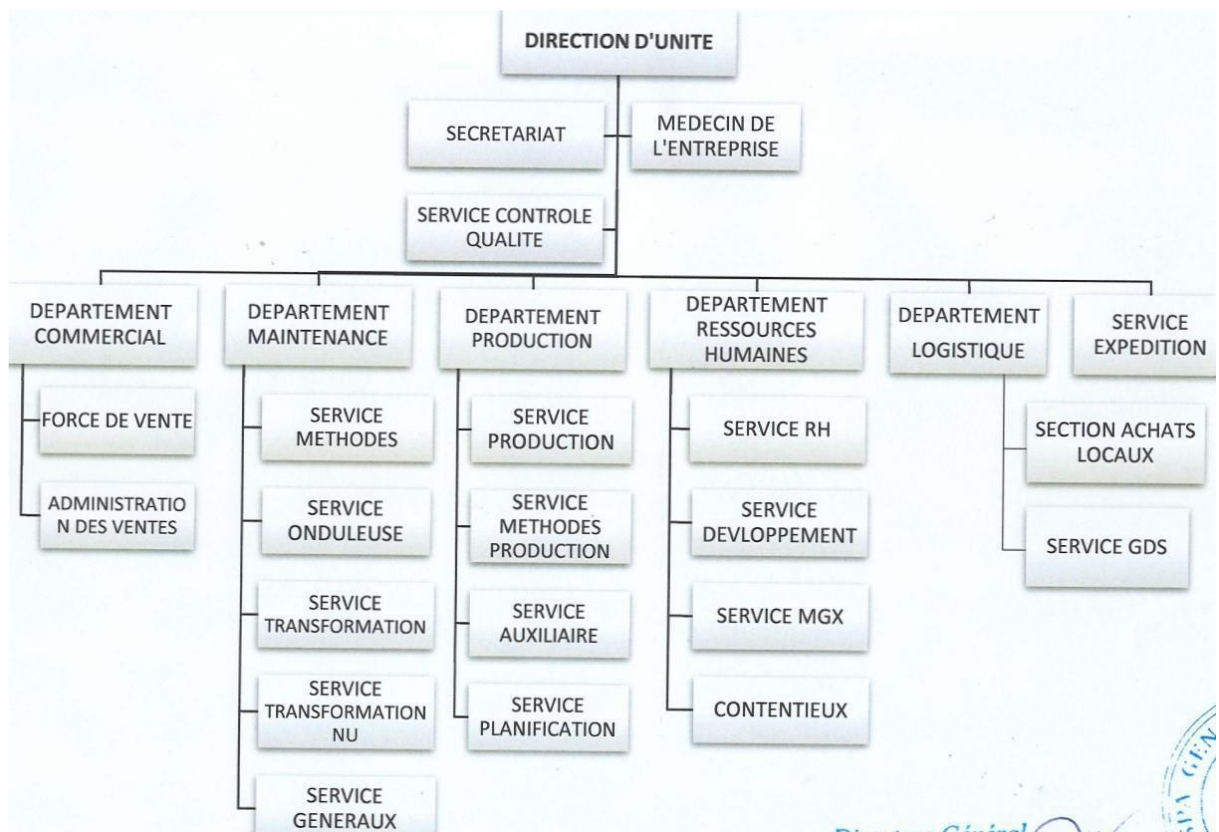 DIRECTION D'UNITE
SECRETARIAT
MEDECIN DE
L'ENTREPRISE
SERVICE CONTROLE
QUALITE
DEPARTEMENT
COMMERCIAL
DEPARTEMENT
MAINTENANCE
DEPARTEMENT
PRODUCTION
DEPARTEMENT
RESSOURCES
HUMAINES
DEPARTEMENT
LOGISTIQUE
SERVICE
EXPEDITION
FORCE DE VENTE
ADMINISTRATIO
N DES VENTES
SERVICE
METHODES
SERVICE
ONDULEUSE
SERVICE
TRANSFORMATION
SERVICE
TRANSFORMATION
NU
SERVICE
GENERAUX
SERVICE
PRODUCTION
SERVICE
METHODES
PRODUCTION
SERVICE
AUXILIAIRE
SERVICE
PLANIFICATION
SERVICE RH
SERVICE
DEVLOPPEMENT
SERVICE MGX
CONTENTIEUX
SECTION ACHATS
LOCAUX
SERVICE GDS
Directeur Général
SPA GEN